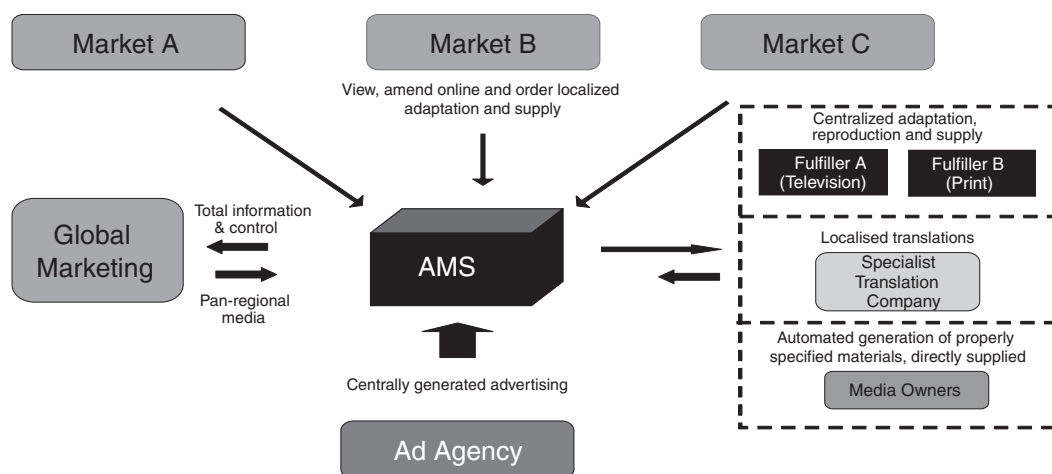 Market A
Market B
Market C
View, amend online and order localized
adaptation and supply
Centralized adaptation,
reproduction and supply
Fulfiller A
(Television)
Fulfiller B
(Print)
Global
Marketing
Total information
& control
Pan-regional
media
AMS
Localised translations
Specialist
Translation
Company
Automated generation of properly
specified materials, directly supplied
Media Owners
Centrally generated advertising
Ad Agency